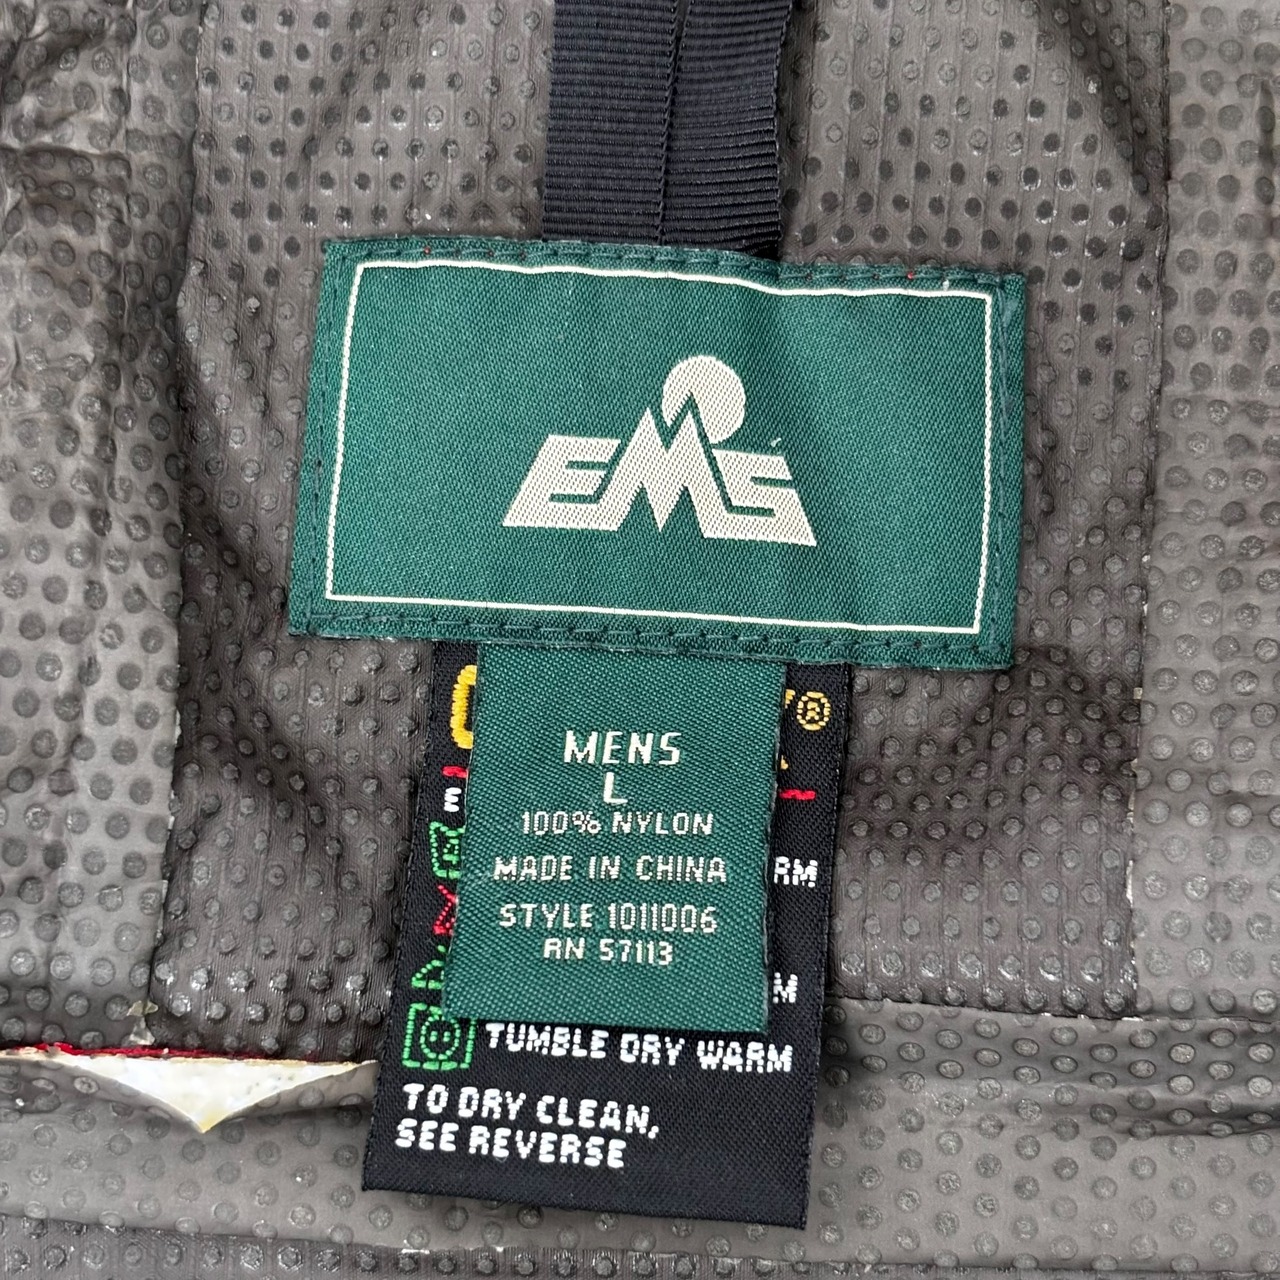 EMS
MENS
L
100% NYLON
MADE IN CHINA
STYLE 1011006
RN 57113
®
RM
M
TUMBLE DRY WARM
TO DRY CLEAN,
SEE REVERSE